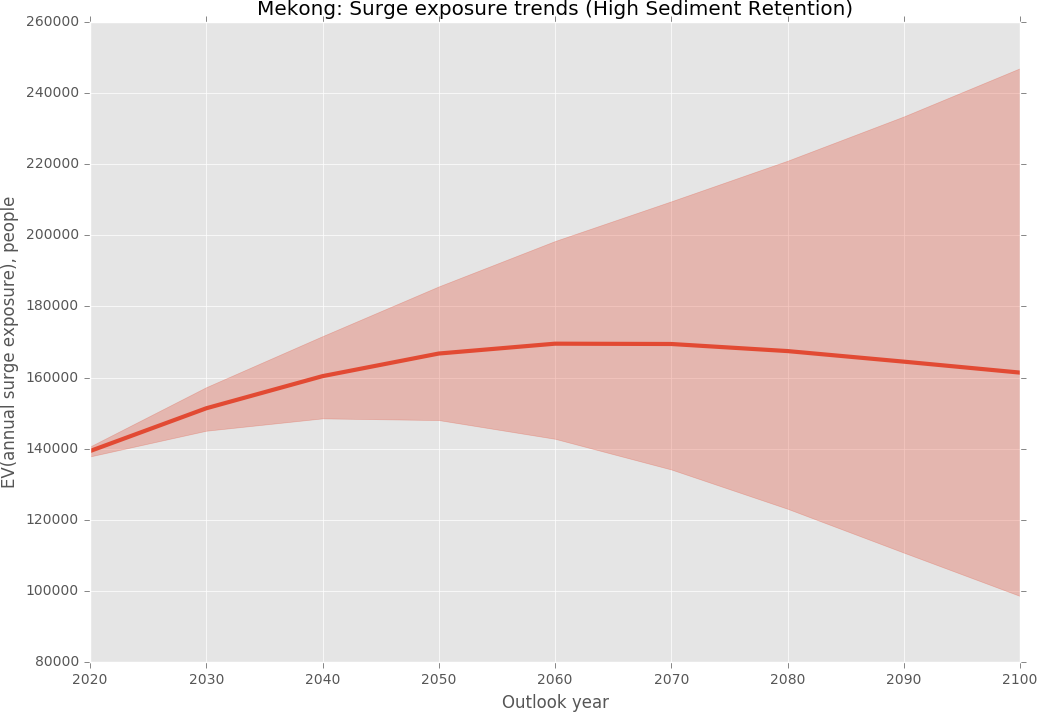 Mekong: Surge exposure trends (High Sediment Retention)
260000
240000
220000
200000
180000
160000
140000
120000
100000
80000
EV(annual surge exposure), people
2020 2030 2040 2050 2060 2070 2080 2090 2100
Outlook year